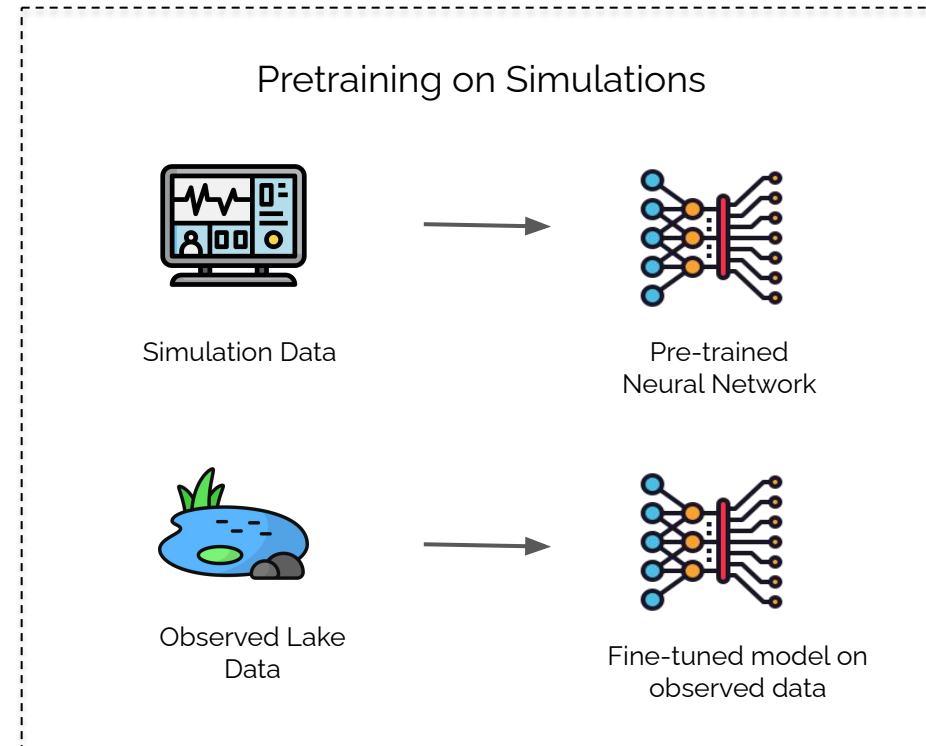 Pretraining on Simulations
Simulation Data
Pre-trained
Neural Network
Observed Lake
Data
Fine-tuned model on
observed data